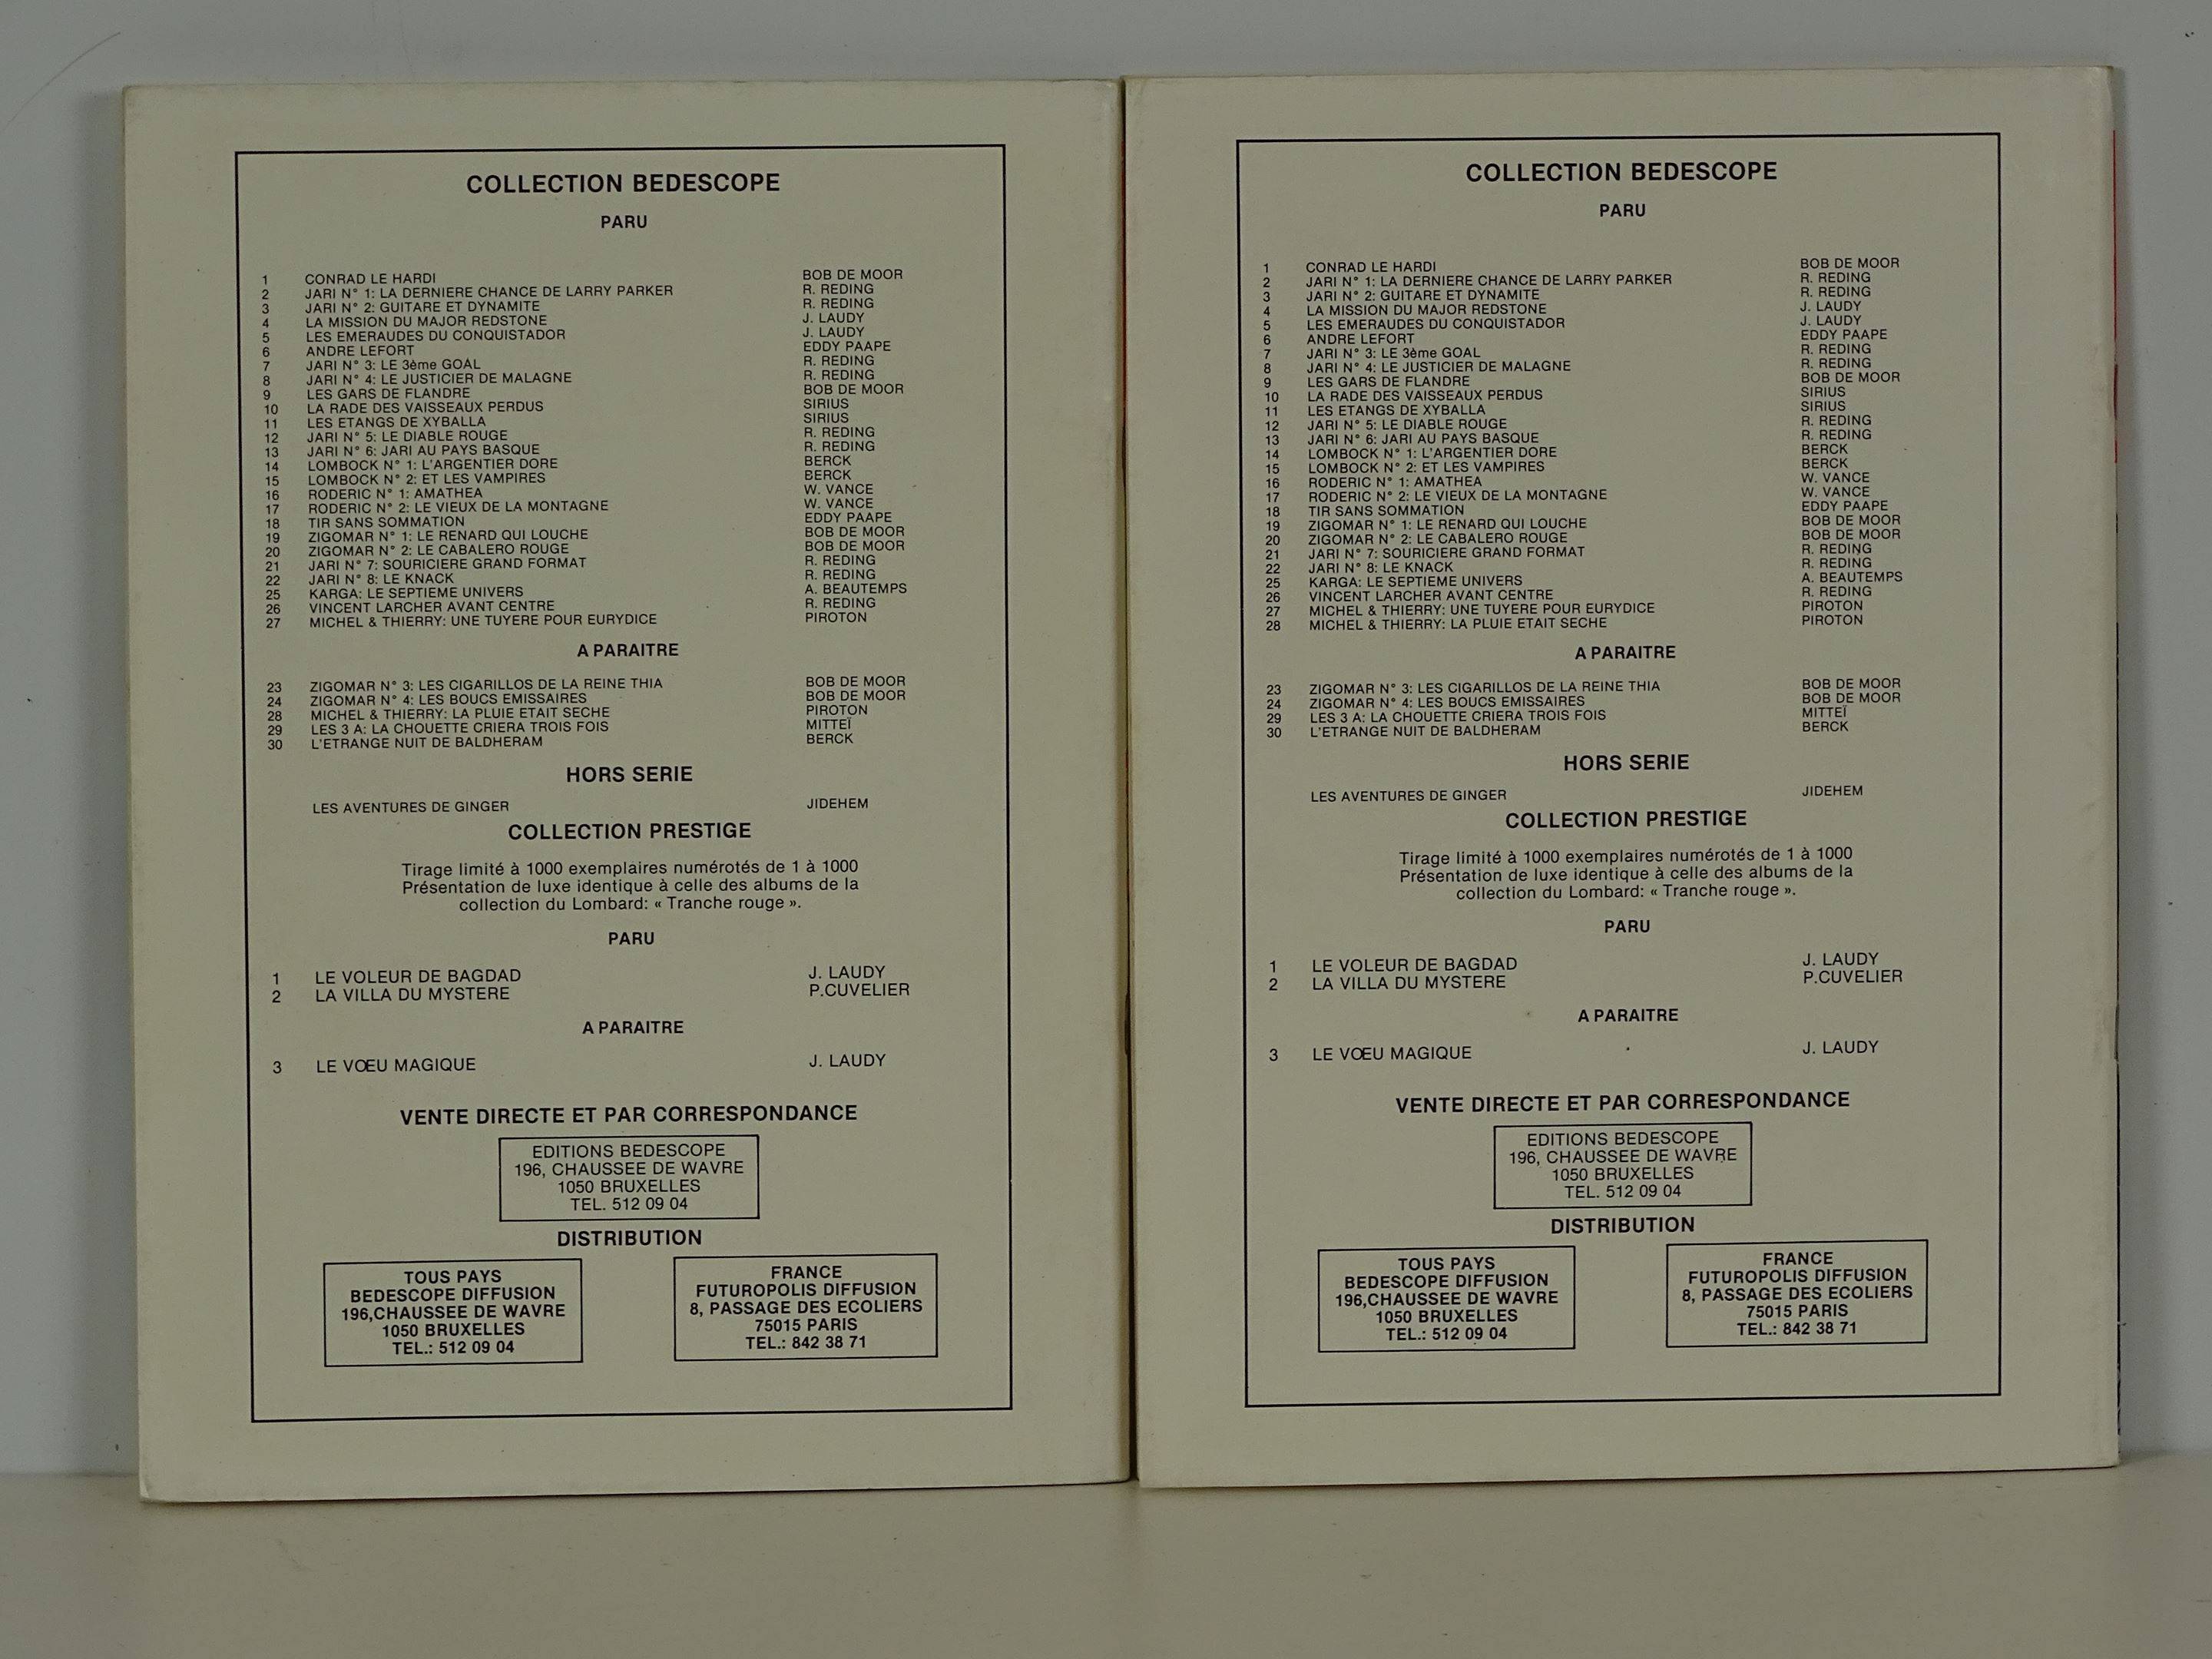 COLLECTION BEDESCOPE
PARU
1 CONRAD LE HARDI BOB DE MOOR
2 JARI N° 1: LA DERNIERE CHANCE DE LARRY PARKER R. REDING
3 JARI N° 2: GUITARE ET DYNAMITE R. REDING
4 LA MISSION DU MAJOR REDSTONE J. LAUDY
5 LES EMERAUDES DU CONQUISTADOR J. LAUDY
6 ANDRE LEFORT EDDY PAAPE
7 JARI N° 3: LE 3ème GOAL R. REDING
8 JARI N° 4: LE JUSTICIER DE MALAGNE R. REDING
9 LES GARS DE FLANDRE BOB DE MOOR
10 LA RADE DES VAISSEAUX PERDUS SIRIUS
11 LES ETANGS DE XYBALLA SIRIUS
12 JARI N° 5: LE DIABLE ROUGE R. REDING
13 JARI N° 6: JARI AU PAYS BASQUE R. REDING
14 LOMBOCK N° 1: L'ARGENTIER DORE BERCK
15 LOMBOCK N° 2: ET LES VAMPIRES BERCK
16 RODERIC N° 1: AMATHEA W. VANCE
17 RODERIC N° 2: LE VIEUX DE LA MONTAGNE W. VANCE
18 TIR SANS SOMMATION EDDY PAAPE
19 ZIGOMAR N° 1: LE RENARD QUI LOUCHE BOB DE MOOR
20 ZIGOMAR N° 2: LE CABALERO ROUGE BOB DE MOOR
21 JARI N° 7: SOURICIERE GRAND FORMAT R. REDING
22 JARI N° 8: LE KNACK R. REDING
25 KARGA: LE SEPTIEME UNIVERS A. BEAUTEMPS
26 VINCENT LARCHER AVANT CENTRE R. REDING
27 MICHEL & THIERRY: UNE TUYERE POUR EURYDICE PIROTON
A PARAITRE
23 ZIGOMAR N° 3: LES CIGARILLOS DE LA REINE THIA BOB DE MOOR
24 ZIGOMAR N° 4: LES BOUCS EMISSAIRES BOB DE MOOR
28 MICHEL & THIERRY: LA PLUIE ETAIT SECHE PIROTON
29 LES 3 A: LA CHOUETTE CRIERA TROIS FOIS MITTEÏ
30 L'ETRANGE NUIT DE BALDHERAM BERCK
HORS SERIE
LES AVENTURES DE GINGER JIDEHEM
COLLECTION PRESTIGE
Tirage limité à 1000 exemplaires numérotés de 1 à 1000
Présentation de luxe identique à celle des albums de la
collection du Lombard: « Tranche rouge ».
PARU
1 LE VOLEUR DE BAGDAD J. LAUDY
2 LA VILLA DU MYSTERE P.CUVELIER
A PARAITRE
3 LE VŒU MAGIQUE J. LAUDY
VENTE DIRECTE ET PAR CORRESPONDANCE
EDITIONS BEDESCOPE
196, CHAUSSEE DE WAVRE
1050 BRUXELLES
TEL. 512 09 04
DISTRIBUTION
TOUS PAYS
BEDESCOPE DIFFUSION
196,CHAUSSEE DE WAVRE
1050 BRUXELLES
TEL.: 512 09 04
FRANCE
FUTUROPOLIS DIFFUSION
8, PASSAGE DES ECOLIERS
75015 PARIS
TEL.: 842 38 71
COLLECTION BEDESCOPE
PARU
1 CONRAD LE HARDI BOB DE MOOR
2 JARI N° 1: LA DERNIERE CHANCE DE LARRY PARKER R. REDING
3 JARI N° 2: GUITARE ET DYNAMITE R. REDING
4 LA MISSION DU MAJOR REDSTONE J. LAUDY
5 LES EMERAUDES DU CONQUISTADOR J. LAUDY
6 ANDRE LEFORT EDDY PAAPE
7 JARI N° 3: LE 3ème GOAL R. REDING
8 JARI N° 4: LE JUSTICIER DE MALAGNE R. REDING
9 LES GARS DE FLANDRE BOB DE MOOR
10 LA RADE DES VAISSEAUX PERDUS SIRIUS
11 LES ETANGS DE XYBALLA SIRIUS
12 JARI N° 5: LE DIABLE ROUGE R. REDING
13 JARI N° 6: JARI AU PAYS BASQUE R. REDING
14 LOMBOCK N° 1: L'ARGENTIER DORE BERCK
15 LOMBOCK N° 2: ET LES VAMPIRES BERCK
16 RODERIC N° 1: AMATHEA W. VANCE
17 RODERIC N° 2: LE VIEUX DE LA MONTAGNE W. VANCE
18 TIR SANS SOMMATION EDDY PAAPE
19 ZIGOMAR N° 1: LE RENARD QUI LOUCHE BOB DE MOOR
20 ZIGOMAR N° 2: LE CABALERO ROUGE BOB DE MOOR
21 JARI N° 7: SOURICIERE GRAND FORMAT R. REDING
22 JARI N° 8: LE KNACK R. REDING
25 KARGA: LE SEPTIEME UNIVERS A. BEAUTEMPS
26 VINCENT LARCHER AVANT CENTRE R. REDING
27 MICHEL & THIERRY: UNE TUYERE POUR EURYDICE PIROTON
28 MICHEL & THIERRY: LA PLUIE ETAIT SECHE PIROTON
A PARAITRE
23 ZIGOMAR N° 3: LES CIGARILLOS DE LA REINE THIA BOB DE MOOR
24 ZIGOMAR N° 4: LES BOUCS EMISSAIRES BOB DE MOOR
29 LES 3 A: LA CHOUETTE CRIERA TROIS FOIS MITTEÏ
30 L'ETRANGE NUIT DE BALDHERAM BERCK
HORS SERIE
LES AVENTURES DE GINGER JIDEHEM
COLLECTION PRESTIGE
Tirage limité à 1000 exemplaires numérotés de 1 à 1000
Présentation de luxe identique à celle des albums de la
collection du Lombard: « Tranche rouge ».
PARU
1 LE VOLEUR DE BAGDAD J. LAUDY
2 LA VILLA DU MYSTERE P.CUVELIER
A PARAITRE
3 LE VŒU MAGIQUE J. LAUDY
VENTE DIRECTE ET PAR CORRESPONDANCE
EDITIONS BEDESCOPE
196, CHAUSSEE DE WAVRE
1050 BRUXELLES
TEL. 512 09 04
DISTRIBUTION
TOUS PAYS
BEDESCOPE DIFFUSION
196,CHAUSSEE DE WAVRE
1050 BRUXELLES
TEL.: 512 09 04
FRANCE
FUTUROPOLIS DIFFUSION
8, PASSAGE DES ECOLIERS
75015 PARIS
TEL.: 842 38 71